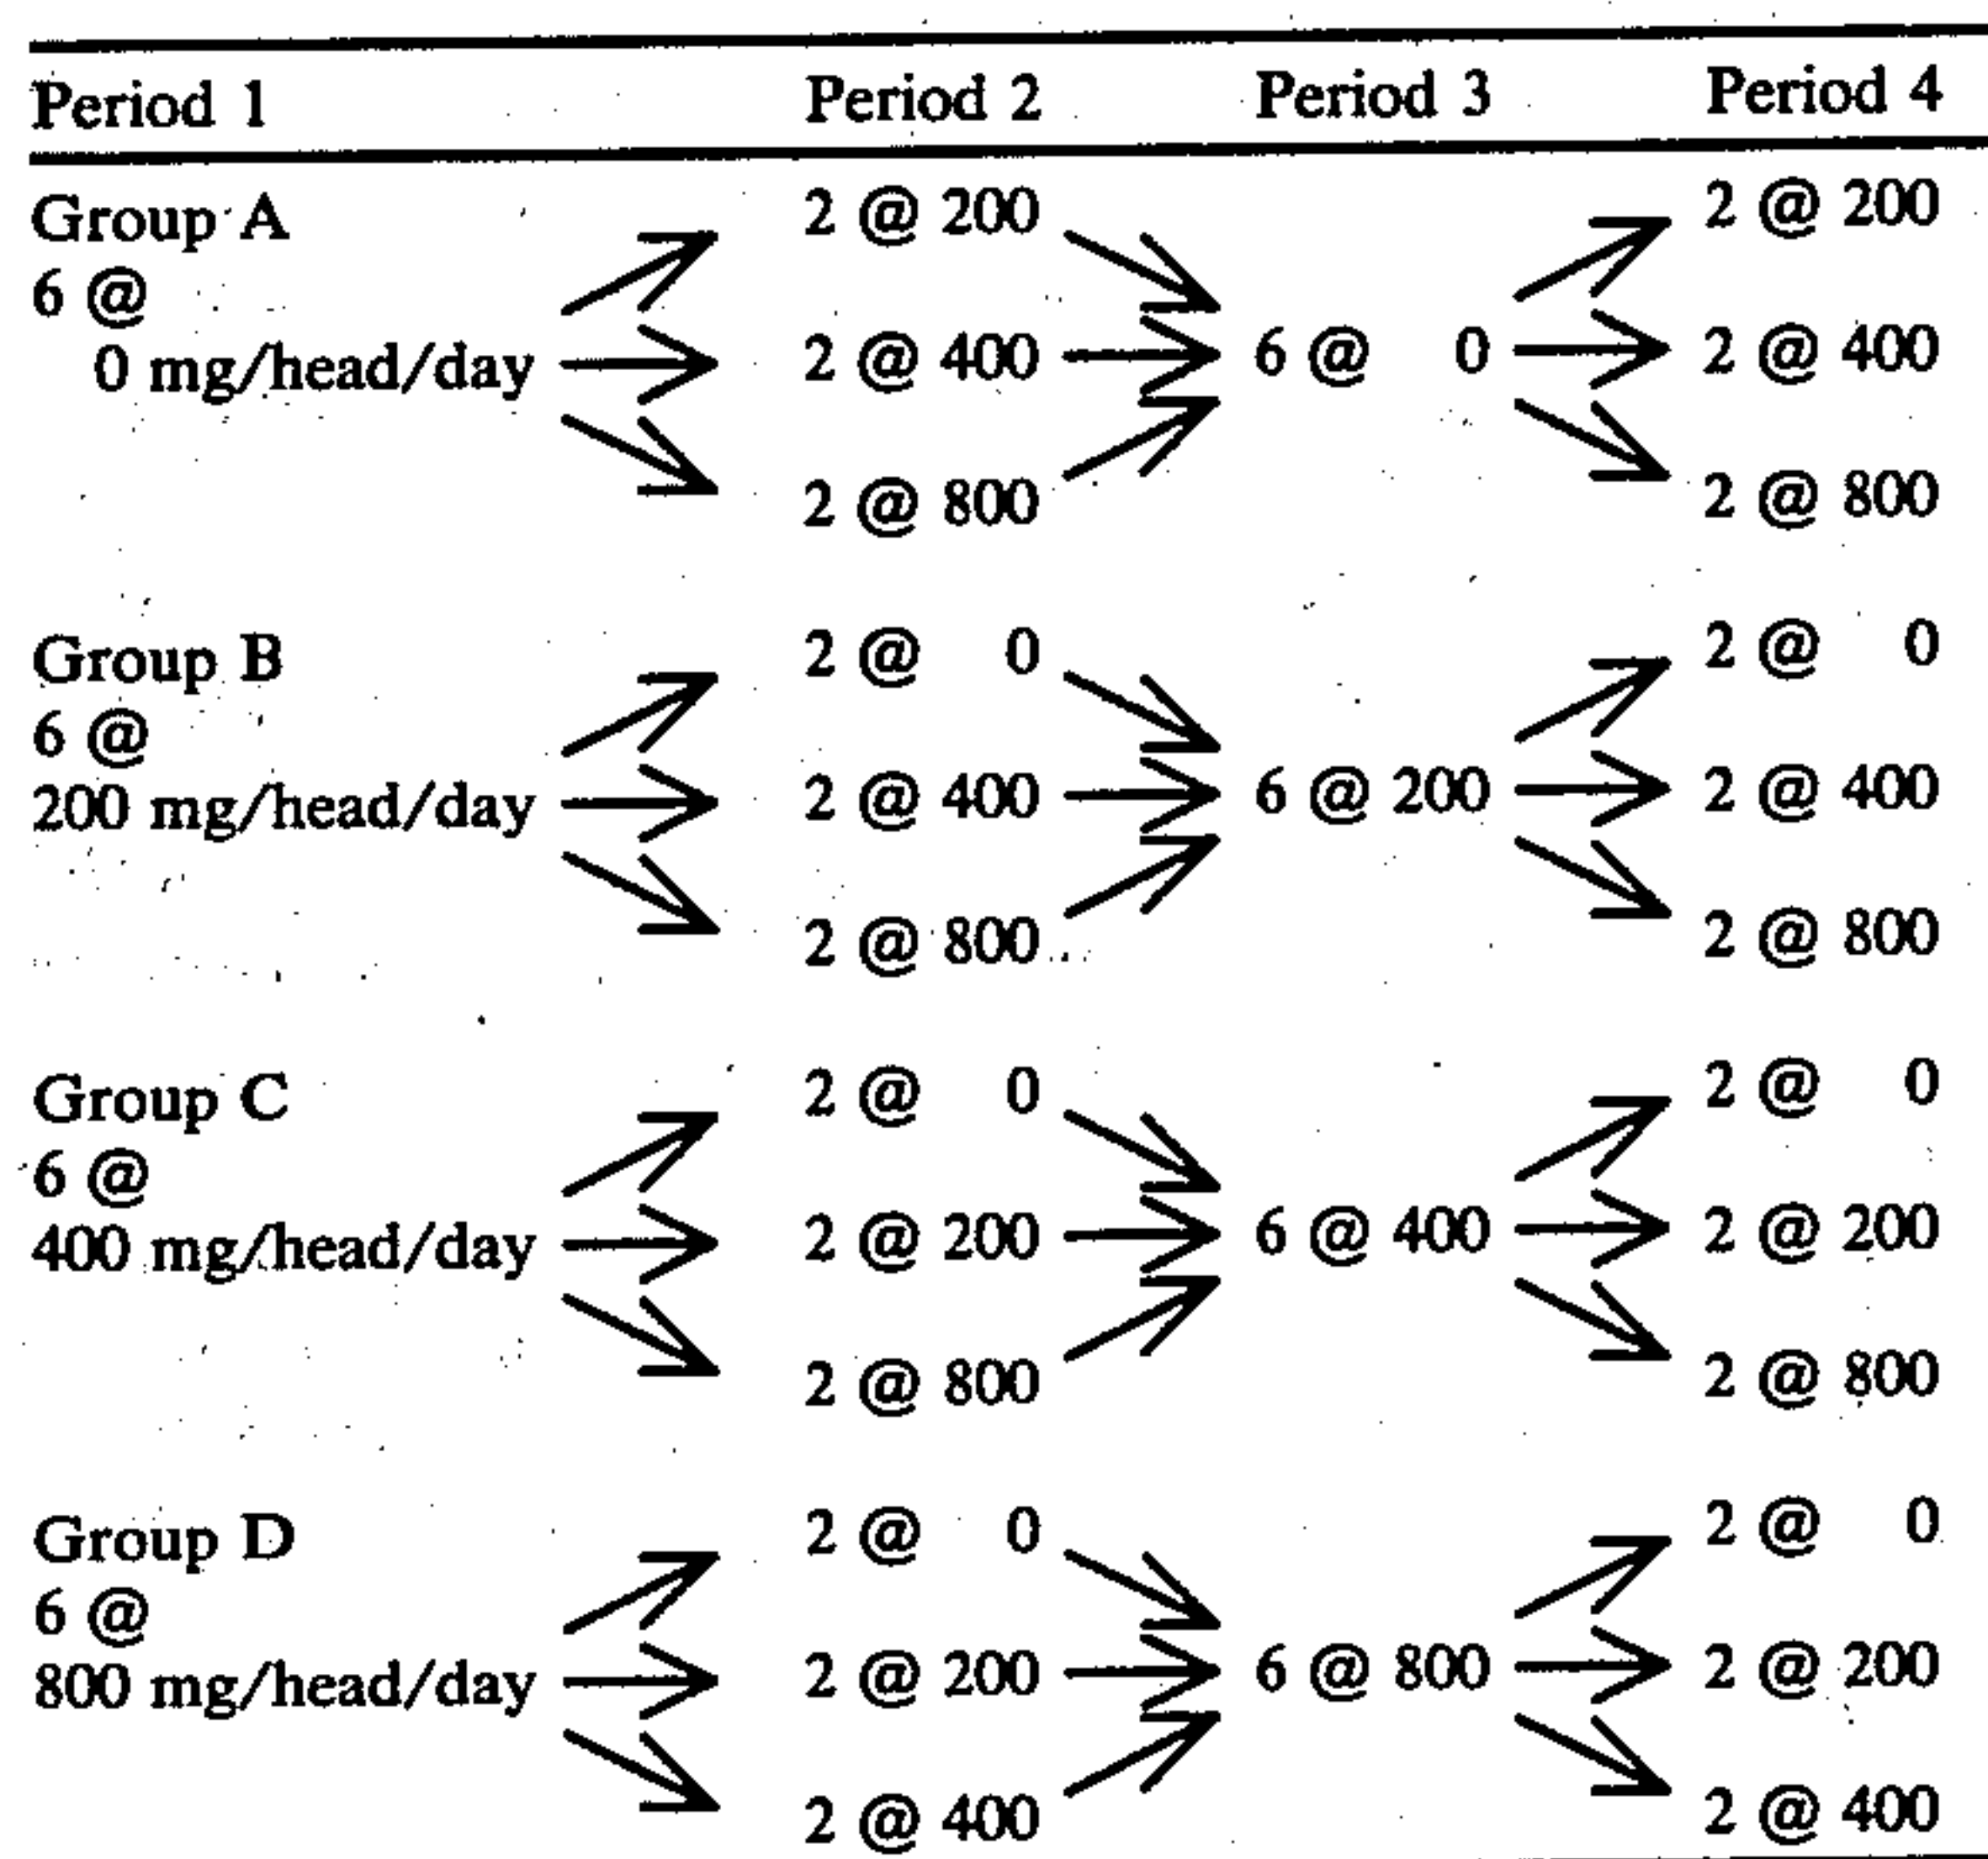 Period 1 Period 2 Period 3 Period 4
Group A 2 @ 200 2 @ 200
6 @
0 mg/head/day 2 @ 400 6 @ 0 2 @ 400
2 @ 800 2 @ 800
Group B 2 @ 0 2 @ 0
6 @
200 mg/head/day 2 @ 400 6 @ 200 2 @ 400
2 @ 800 2 @ 800
Group C 2 @ 0 2 @ 0
6 @
400 mg/head/day 2 @ 200 6 @ 400 2 @ 200
2 @ 800 2 @ 800
Group D 2 @ 0 2 @ 0
6 @
800 mg/head/day 2 @ 200 6 @ 800 2 @ 200
2 @ 400 2 @ 400